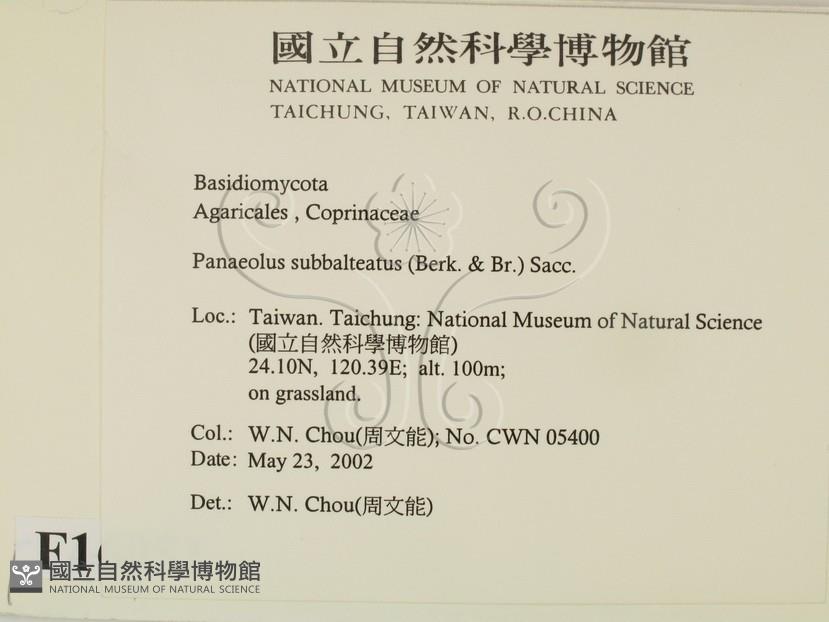 國立自然科學博物館
NATIONAL MUSEUM OF NATURAL SCIENCE
TAICHUNG, TAIWAN, R.O.CHINA
Basidiomycota
Agaricales , Coprinaceae
Panaeolus subbalteatus (Berk. & Br.) Sacc.
Loc.: Taiwan. Taichung: National Museum of Natural Science
(國立自然科學博物館)
24.10N, 120.39E; alt. 100m;
on grassland.
Col.: W.N. Chou(周文能); No. CWN 05400
Date: May 23, 2002
Det.: W.N. Chou(周文能)
國立自然科學博物館
NATIONAL MUSEUM OF NATURAL SCIENCE